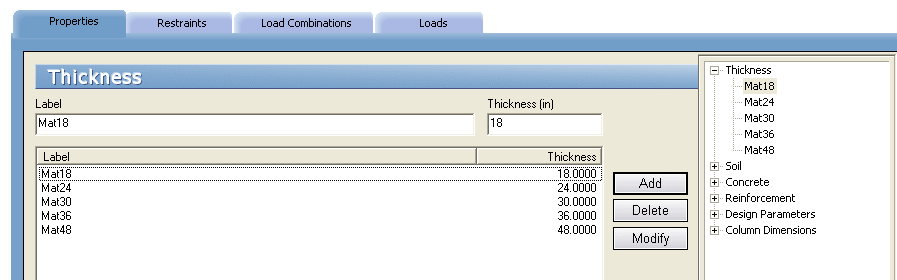 Properties Restraints Load Combinations Loads
Thickness
Label Thickness (in)
Mat18 18
Label Thickness
Mat18 18.0000
Mat24 24.0000
Mat30 30.0000
Mat36 36.0000
Mat48 48.0000
Add
Delete
Modify
Thickness
Mat18
Mat24
Mat30
Mat36
Mat48
Soil
Concrete
Reinforcement
Design Parameters
Column Dimensions